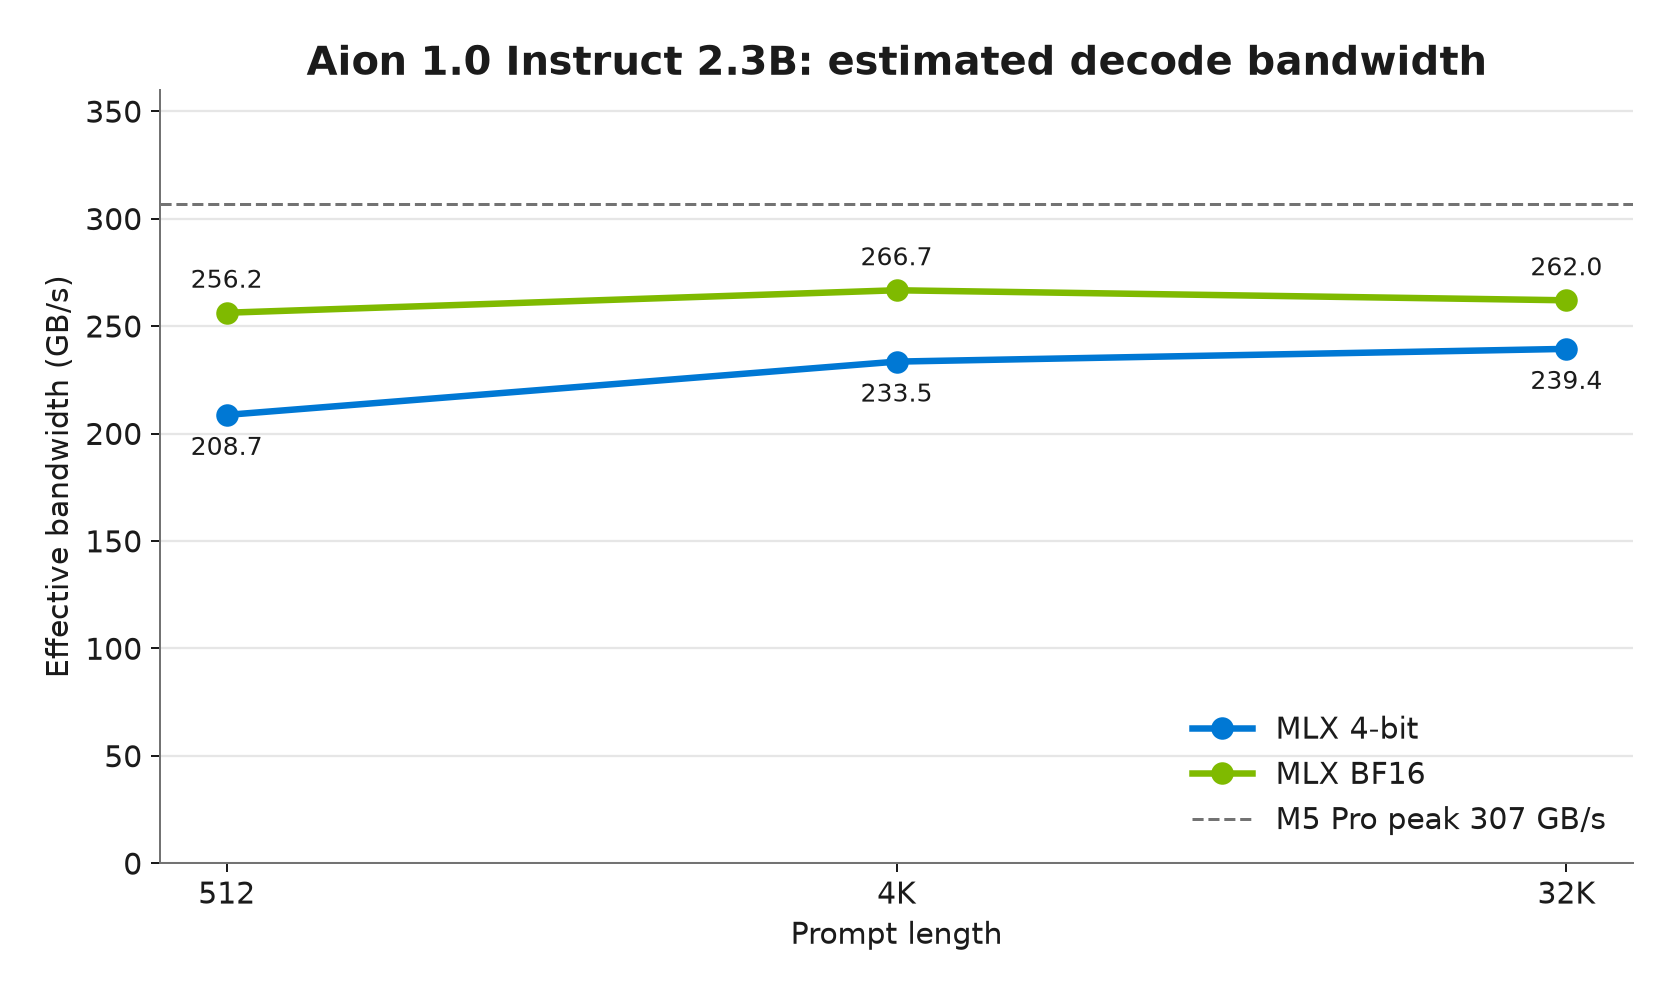 Aion 1.0 Instruct 2.3B: estimated decode bandwidth
Effective bandwidth (GB/s)
350
300
250
200
150
100
50
0
256.2
266.7
262.0
208.7
233.5
239.4
MLX 4-bit
MLX BF16
M5 Pro peak 307 GB/s
512
4K
32K
Prompt length